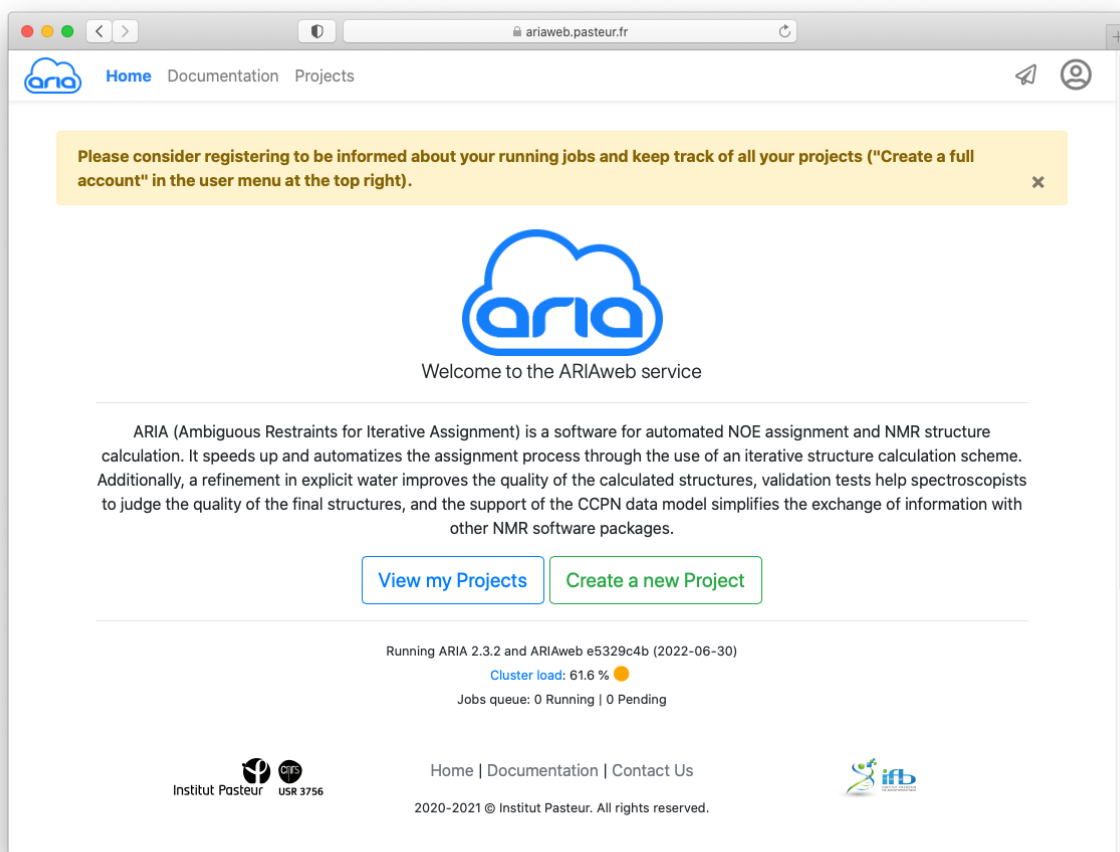 ariaweb.pasteur.fr
aria Home Documentation Projects
Please consider registering to be informed about your running jobs and keep track of all your projects ("Create a full
account" in the user menu at the top right).
×
aria
Welcome to the ARIAweb service
ARIA (Ambiguous Restraints for Iterative Assignment) is a software for automated NOE assignment and NMR structure
calculation. It speeds up and automatizes the assignment process through the use of an iterative structure calculation scheme.
Additionally, a refinement in explicit water improves the quality of the calculated structures, validation tests help spectroscopists
to judge the quality of the final structures, and the support of the CCPN data model simplifies the exchange of information with
other NMR software packages.
View my Projects Create a new Project
Running ARIA 2.3.2 and ARIAweb e5329c4b (2022-06-30)
Cluster load: 61.6 %
Jobs queue: 0 Running | 0 Pending
Institut Pasteur
cnrs
USR 3756
Home | Documentation | Contact Us
2020-2021 © Institut Pasteur. All rights reserved.
ifb